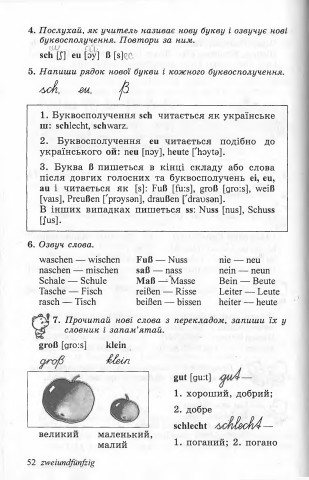 4. Послухай, як учитель називає нову букву і озвучує нові
буквосполучення. Повтори за ним.
sch [ʃ] eu [ɔy] ß [s]
5. Напиши рядок нової букви і кожного буквосполучення.
sch. eu. ß
1. Буквосполучення sch читається як українське
ш: schlecht, schwarz.
2. Буквосполучення eu читається подібно до
українського ой: neu [nɔy], heute ['hɔytə].
3. Буква ß пишеться в кінці складу або слова
після довгих голосних та буквосполучень ei, eu,
au і читається як [s]: Fuß [fu:s], groß [gro:s], weiß
[vaıs], Preußen ['prɔysən], draußen ['drausən].
В інших випадках пишеться ss: Nuss [nus], Schuss
[ʃus].
6. Озвуч слова.
waschen — wischen Fuß — Nuss nie — neu
naschen — mischen saß — nass nein — neun
Schale — Schule Maß — Masse Bein — Beute
Tasche — Fisch reißen — Risse Leiter — Leute
rasch — Tisch beißen — bissen heiter — heute
7. Прочитай нові слова з перекладом, запиши їх у
словник і запам'ятай.
groß [gro:s] klein
groß klein
gut [gu:t] gut
1. хороший, добрий;
2. добре
schlecht schlecht
великий маленький,
малий
1. поганий; 2. погано
52 zweiundfünfzig